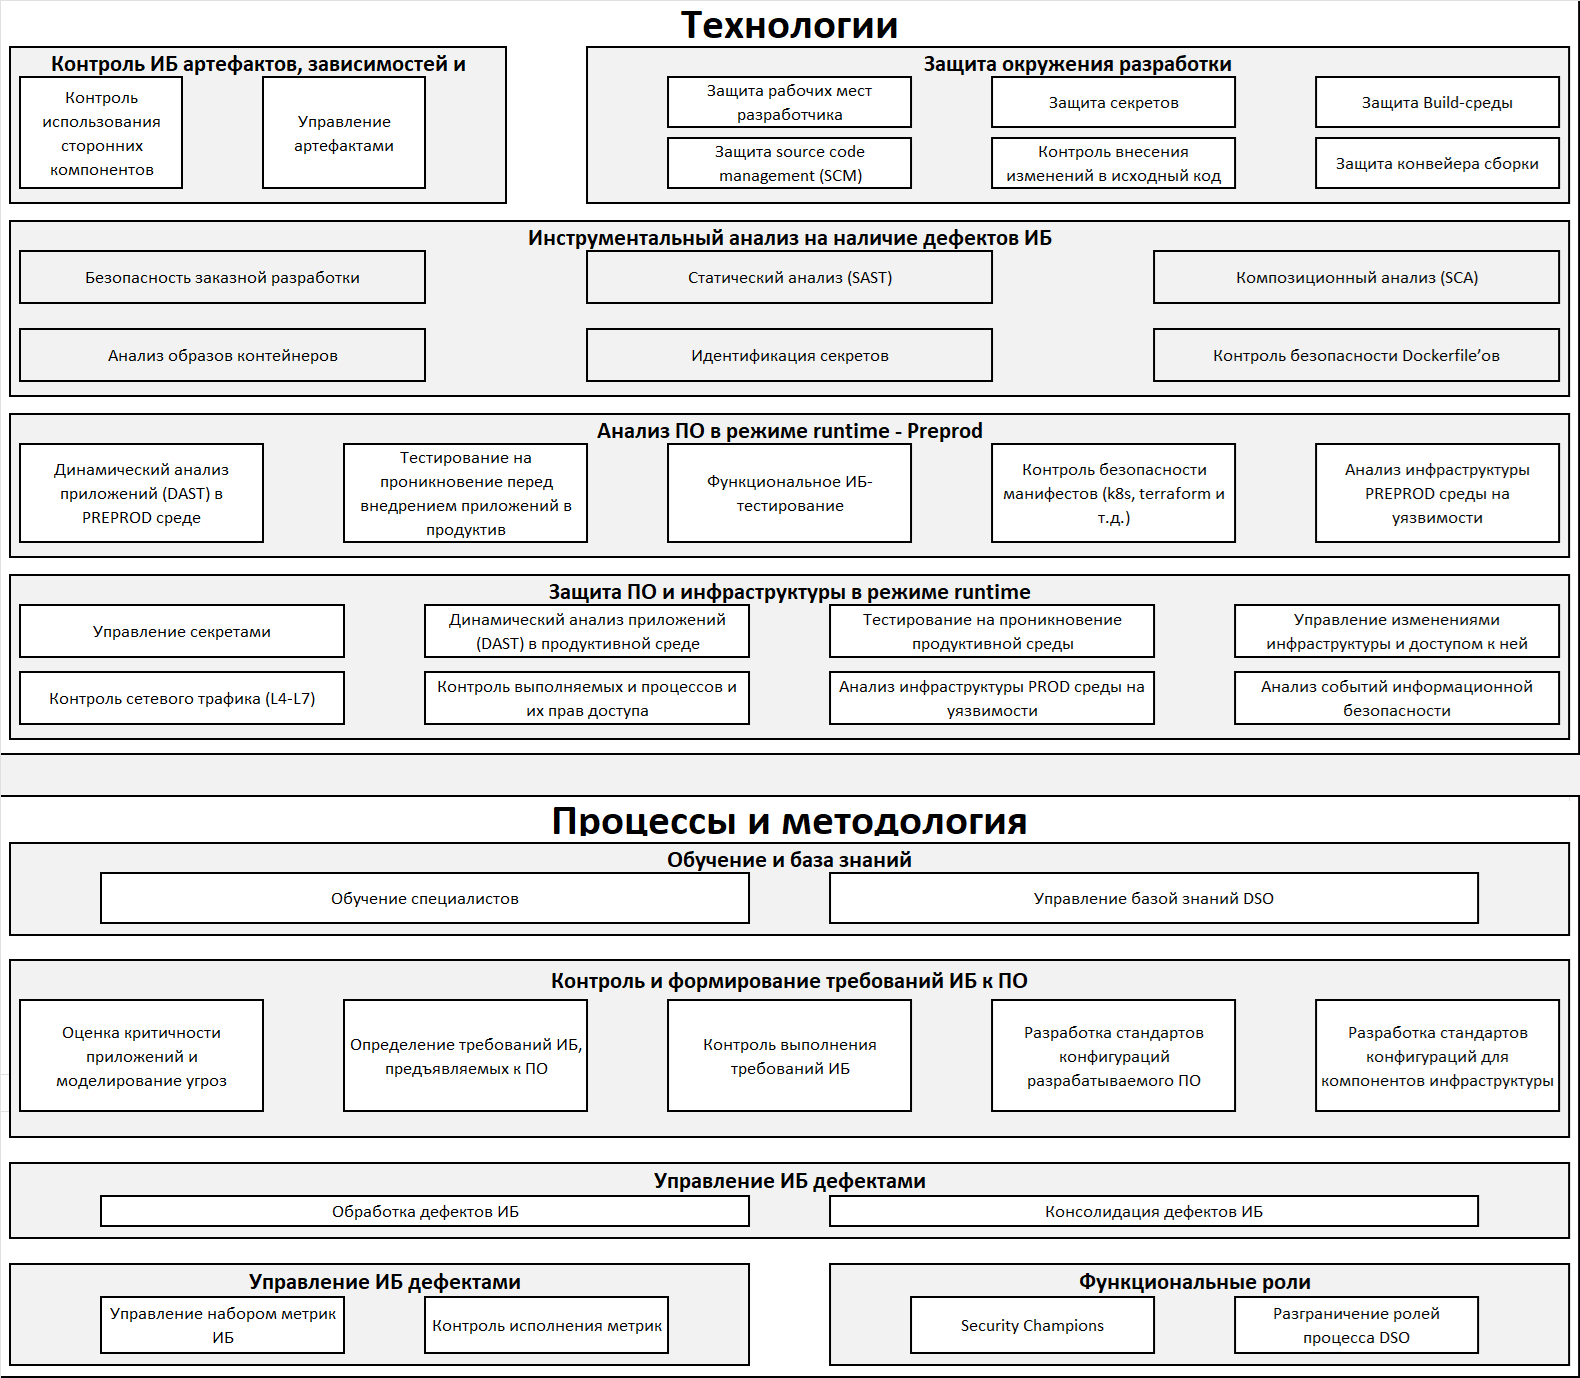 Технологии
Контроль ИБ артефактов, зависимостей и
Контроль
использования
сторонних
компонентов
Управление
артефактами
Защита окружения разработки
Защита рабочих мест
разработчика
Защита секретов
Защита Build-среды
Защита source code
management (SCM)
Контроль внесения
изменений в исходный код
Защита конвейера сборки
Инструментальный анализ на наличие дефектов ИБ
Безопасность заказной разработки
Статический анализ (SAST)
Композиционный анализ (SCA)
Анализ образов контейнеров
Идентификация секретов
Контроль безопасности Dockerfile’ов
Анализ ПО в режиме runtime - Preprod
Динамический анализ
приложений (DAST) в
PREPROD среде
Тестирование на
проникновение перед
внедрением приложений в
продуктив
Функциональное ИБ-
тестирование
Контроль безопасности
манифестов (k8s, terraform и
т.д.)
Анализ инфраструктуры
PREPROD среды на
уязвимости
Защита ПО и инфраструктуры в режиме runtime
Управление секретами
Динамический анализ приложений
(DAST) в продуктивной среде
Тестирование на проникновение
продуктивной среды
Управление изменениями
инфраструктуры и доступом к ней
Контроль сетевого трафика (L4-L7)
Контроль выполняемых и процессов и
их прав доступа
Анализ инфраструктуры PROD среды на
уязвимости
Анализ событий информационной
безопасности
Процессы и методология
Обучение и база знаний
Обучение специалистов
Управление базой знаний DSO
Контроль и формирование требований ИБ к ПО
Оценка критичности
приложений и
моделирование угроз
Определение требований ИБ,
предъявляемых к ПО
Контроль выполнения
требований ИБ
Разработка стандартов
конфигураций
разрабатываемого ПО
Разработка стандартов
конфигураций для
компонентов инфраструктуры
Управление ИБ дефектами
Обработка дефектов ИБ
Консолидация дефектов ИБ
Управление ИБ дефектами
Управление набором метрик
ИБ
Контроль исполнения метрик
Функциональные роли
Security Champions
Разграничение ролей
процесса DSO